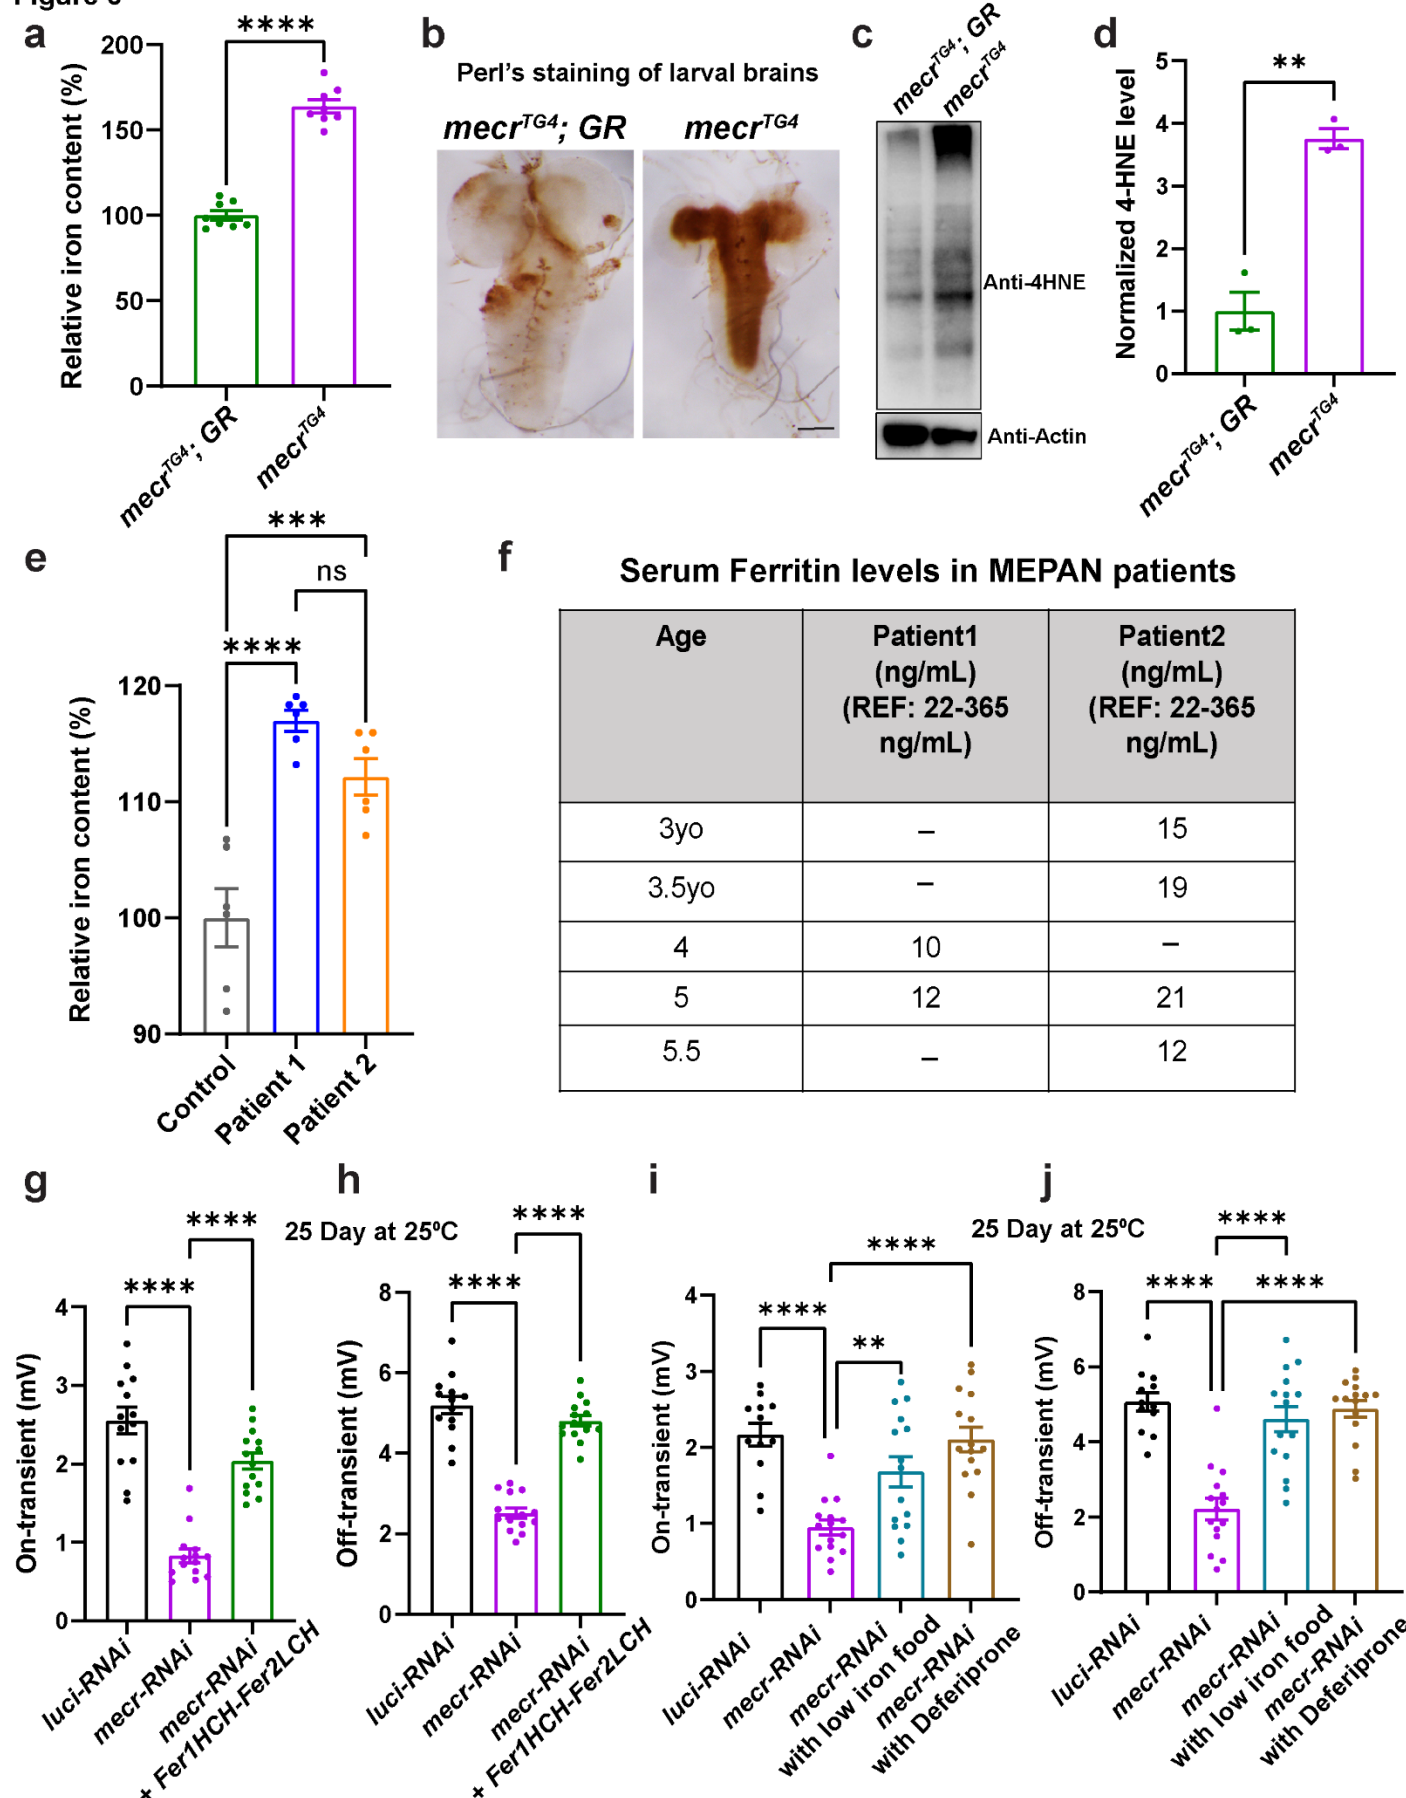 a
****
Relative iron content (%)
200
150
100
50
0
mecrTG4; GR
mecrTG4
b
Perl's staining of larval brains
mecrTG4; GR
mecrTG4
c
mecrTG4; GR
mecrTG4
Anti-4HNE
Anti-Actin
d
**
Normalized 4-HNE level
5
4
3
2
1
0
mecrTG4; GR
mecrTG4
e
***
ns
****
Relative iron content (%)
120
110
100
90
Control
Patient 1
Patient 2
f
Serum Ferritin levels in MEPAN patients
Age
Patient1
(ng/mL)
(REF: 22-365
ng/mL)
Patient2
(ng/mL)
(REF: 22-365
ng/mL)
3yo – 15
3.5yo – 19
4 10 –
5 12 21
5.5 – 12
g
****
****
On-transient (mV)
4
3
2
1
0
luci-RNAi
mecr-RNAi
mecr-RNAi
+ Fer1HCH-Fer2LCH
25 Day at 25⁰C
h
****
****
Off-transient (mV)
8
6
4
2
0
luci-RNAi
mecr-RNAi
mecr-RNAi
+ Fer1HCH-Fer2LCH
i
****
****
**
On-transient (mV)
4
3
2
1
0
luci-RNAi
mecr-RNAi
mecr-RNAi
with low iron food
mecr-RNAi
with Deferiprone
25 Day at 25⁰C
j
****
****
****
Off-transient (mV)
8
6
4
2
0
luci-RNAi
mecr-RNAi
mecr-RNAi
with low iron food
mecr-RNAi
with Deferiprone